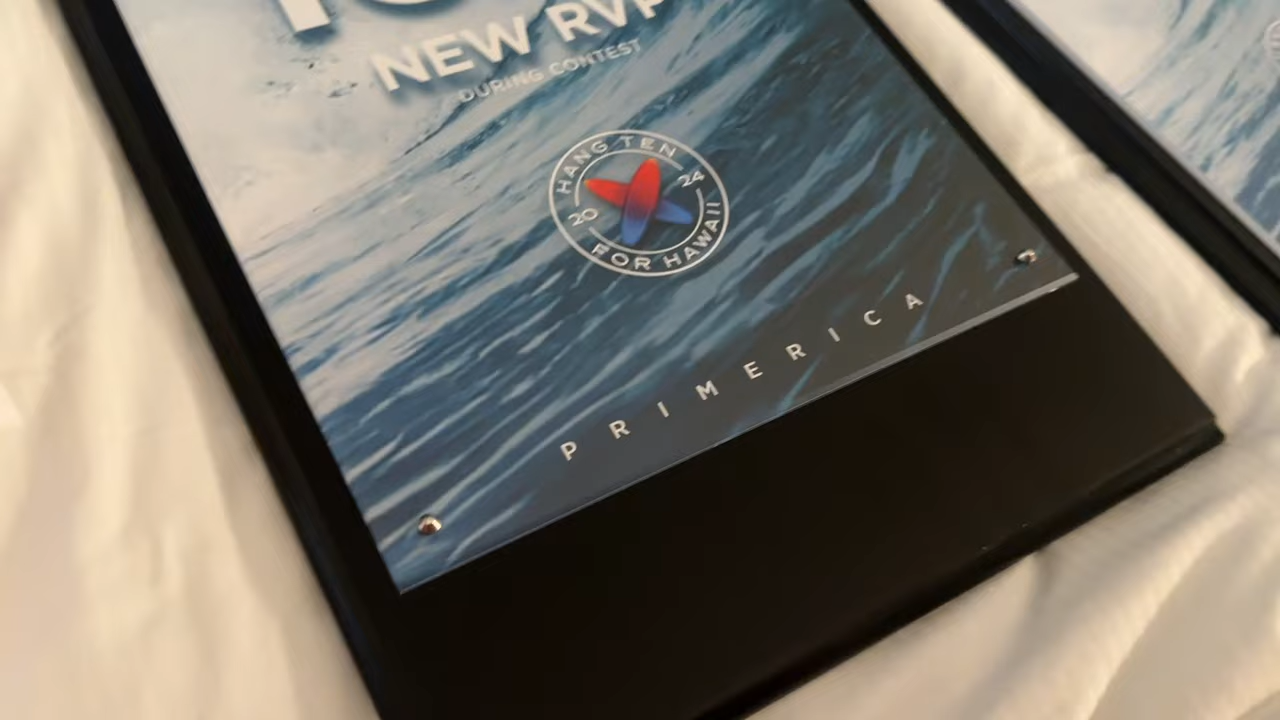 NEW RVP
DURING CONTEST
HANG TEN
20 24
FOR HAWAII
PRIMERICA